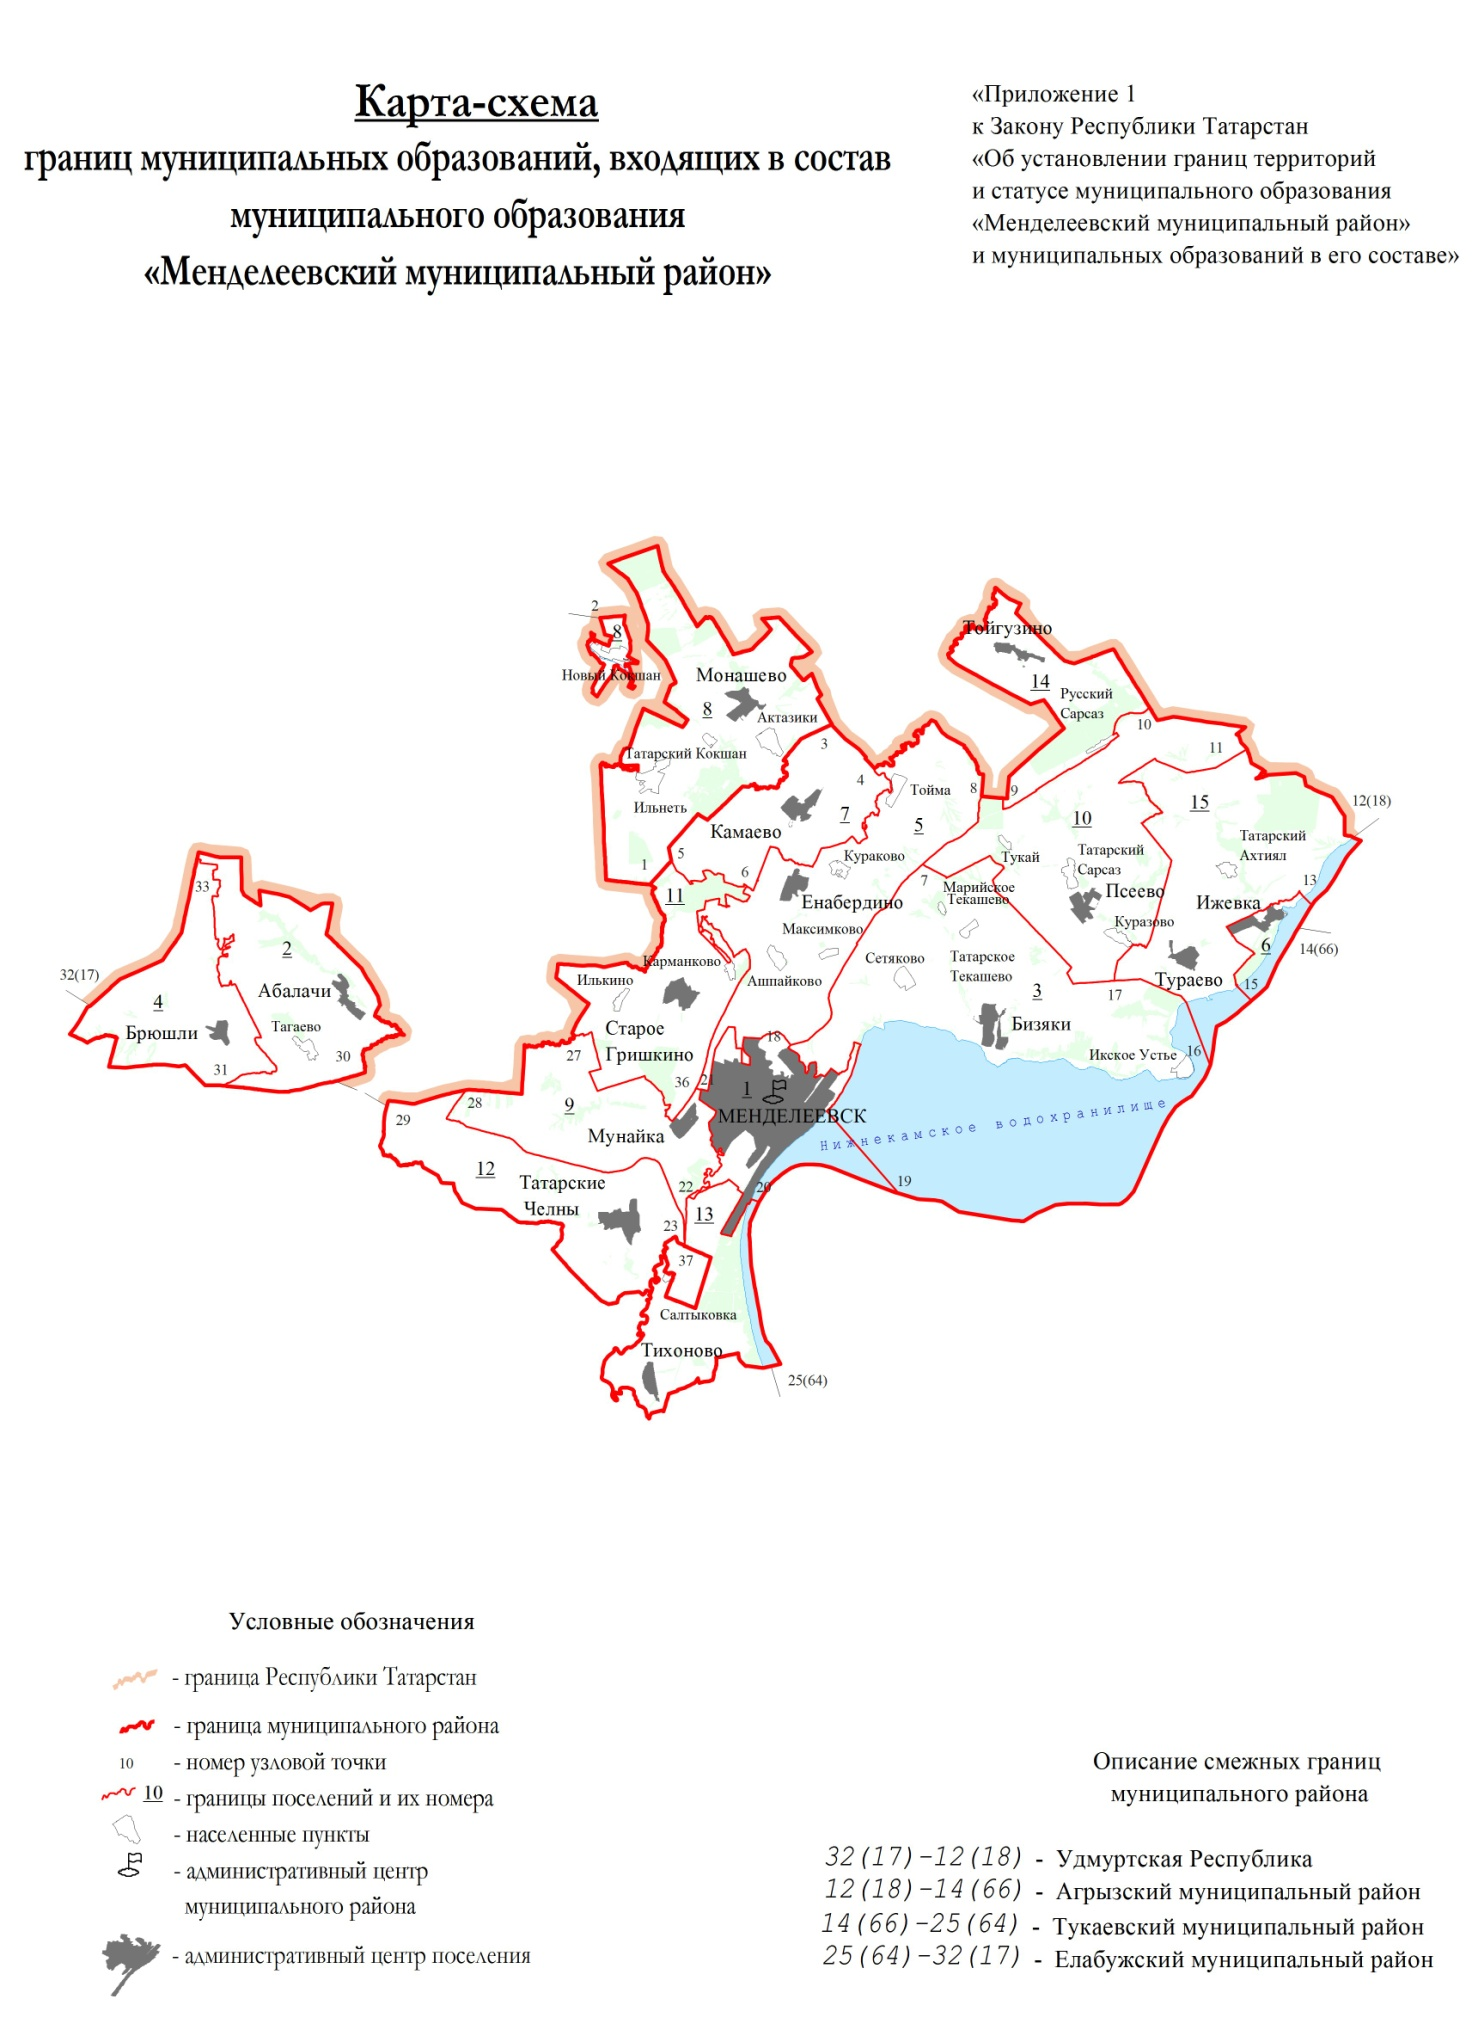 Карта-схема
границ муниципальных образований, входящих в состав
муниципального образования
«Менделеевский муниципальный район»
«Приложение 1
к Закону Республики Татарстан
«Об установлении границ территорий
и статусе муниципального образования
«Менделеевский муниципальный район»
и муниципальных образований в его составе»
2
8
Новый Кокшан
Монашево
8
Актазики
Татарский Кокшан
Ильнеть
3
4
Тойгузино
14
Русский
Сарсаз
10
11
Тойма
8
9
5
7
Камаево
5
1
6
11
15
12(18)
10
Татарский
Ахтиял
Тукай
Татарский
Сарсаз
Псеево
Кураково
Енабердино
7
Марийское
Текашево
Куразово
Ижевка
13
6
14(66)
15
Максимково
Сетяково
Татарское
Текашево
3
17
Тураево
Карманково
Ашпайково
Илькино
Старое
Гришкино
Бизяки
Икское Устье
16
33
2
32(17)
4
Абалачи
Брюшли
Тагаево
30
31
27
36
21
18
1
МЕНДЕЛЕЕВСК
28
29
9
Мунайка
Нижнекамское водохранилище
12
Татарские
Челны
22
20
19
13
23
37
Салтыковка
Тихоново
25(64)
Условные обозначения
- граница Республики Татарстан
- граница муниципального района
10 - номер узловой точки
10 - границы поселений и их номера
- населенные пункты
- административный центр
муниципального района
- административный центр поселения
Описание смежных границ
муниципального района
32(17)-12(18) - Удмуртская Республика
12(18)-14(66) - Агрызский муниципальный район
14(66)-25(64) - Тукаевский муниципальный район
25(64)-32(17) - Елабужский муниципальный район